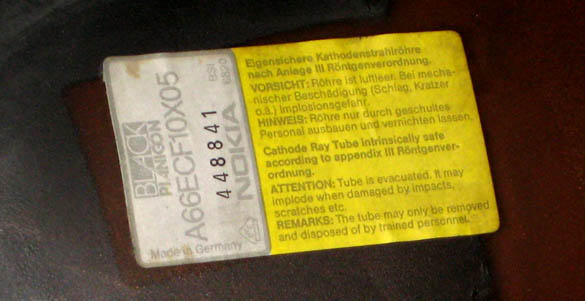 BLACK
PLANIGON
A66ECF10X05
BSI
6820
448841
NOKIA
Made in Germany
Eigensichere Kathodenstrahlröhre
nach Anlage III Röntgenverordnung.
VORSICHT: Röhre ist luftleer. Bei mecha-
nischer Beschädigung (Schlag, Kratzer
o.ä.) Implosionsgefahr.
HINWEIS: Röhre nur durch geschultes
Personal ausbauen und vernichten lassen.
Cathode Ray Tube intrinsically safe
according to appendix III Röntgenver-
ordnung.
ATTENTION: Tube is evacuated. It may
implode when damaged by impacts,
scratches etc.
REMARKS: The tube may only be removed
and disposed of by trained personnel.